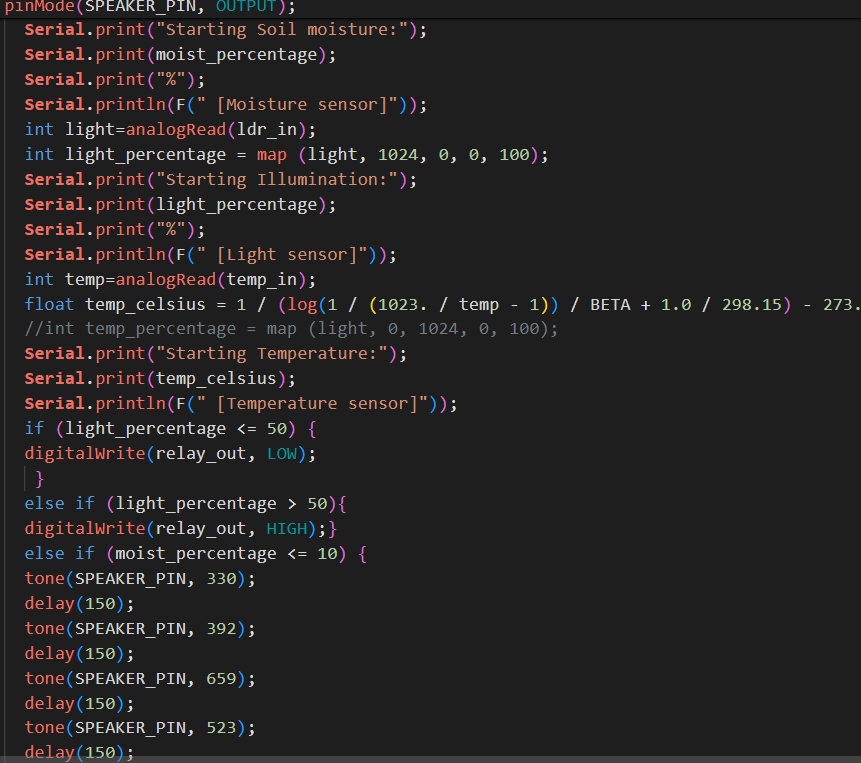 pinMode(SPEAKER_PIN, OUTPUT);
Serial.print("Starting Soil moisture:");
Serial.print(moist_percentage);
Serial.print("%");
Serial.println(F(" [Moisture sensor]"));
int light=analogRead(ldr_in);
int light_percentage = map (light, 1024, 0, 0, 100);
Serial.print("Starting Illumination:");
Serial.print(light_percentage);
Serial.print("%");
Serial.println(F(" [Light sensor]"));
int temp=analogRead(temp_in);
float temp_celsius = 1 / (log(1 / (1023. / temp - 1)) / BETA + 1.0 / 298.15) - 273.
//int temp_percentage = map (light, 0, 1024, 0, 100);
Serial.print("Starting Temperature:");
Serial.print(temp_celsius);
Serial.println(F(" [Temperature sensor]"));
if (light_percentage <= 50) {
digitalWrite(relay_out, LOW);
}
else if (light_percentage > 50){
digitalWrite(relay_out, HIGH);}
else if (moist_percentage <= 10) {
tone(SPEAKER_PIN, 330);
delay(150);
tone(SPEAKER_PIN, 392);
delay(150);
tone(SPEAKER_PIN, 659);
delay(150);
tone(SPEAKER_PIN, 523);
delay(150);